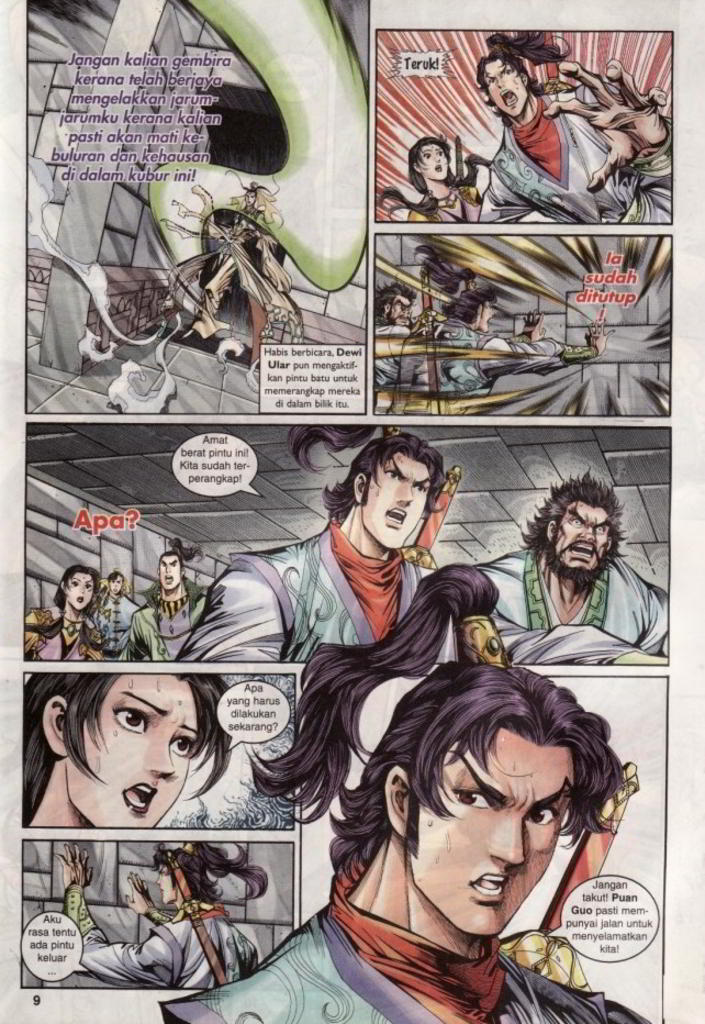 Jangan kalian gembira
kerana telah berjaya
mengelakkan jarum-
jarumku kerana kalian
pasti akan mati ke-
buluran dan kehausan
di dalam kubur ini!
Habis berbicara, Dewi
Ular pun mengaktif-
kan pintu batu untuk
memerangkap mereka
di dalam bilik itu.
Teruk!
Ia
sudah
ditutup
!
Amat
berat pintu ini!
Kita sudah ter-
perangkap!
Apa?
Apa
yang harus
dilakukan
sekarang?
Aku
rasa tentu
ada pintu
keluar
...
Jangan
takut! Puan
Guo pasti mem-
punyai jalan untuk
menyelamatkan
kita!
9